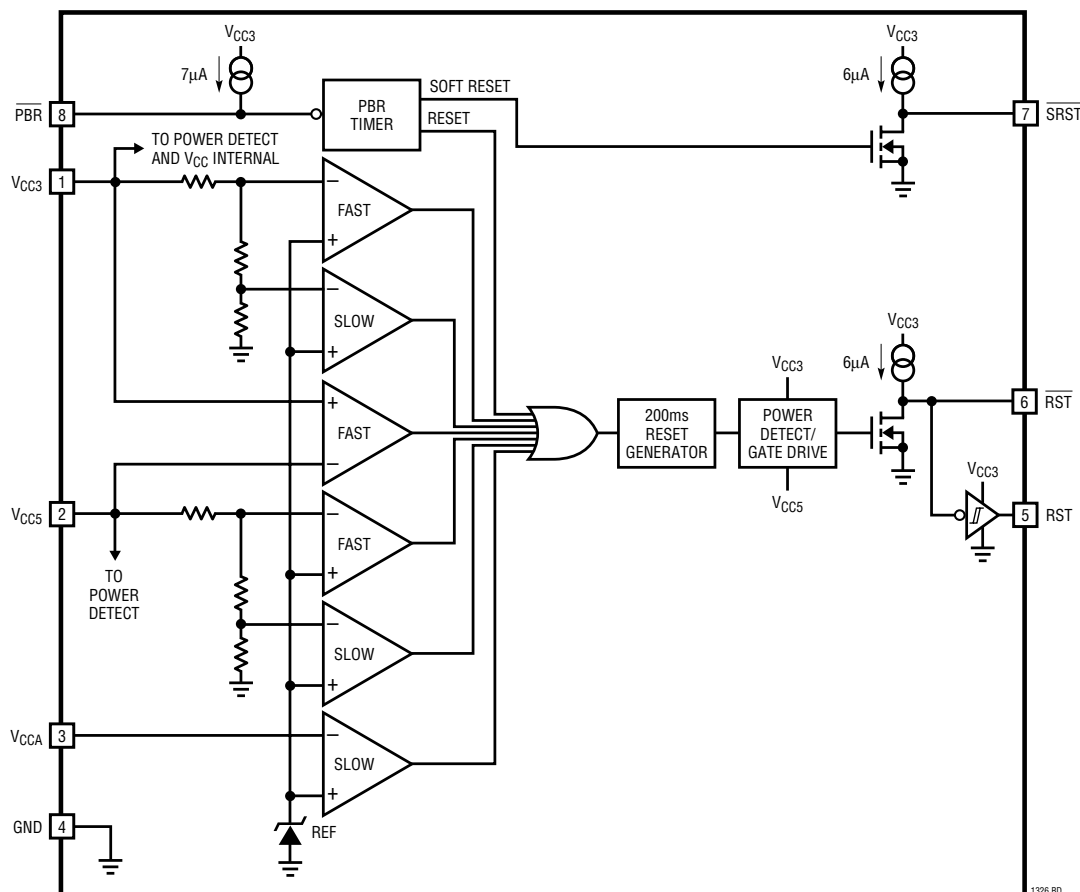 VCC3
7µA
PBR
8
PBR
TIMER
SOFT RESET
RESET
VCC3
6µA
7
SRST
TO POWER DETECT
AND VCC INTERNAL
VCC3
1
–
FAST
+
–
SLOW
+
+
FAST
–
VCC5
2
TO
POWER
DETECT
–
FAST
+
–
SLOW
+
VCCA
3
–
SLOW
+
REF
GND
4
200ms
RESET
GENERATOR
VCC3
POWER
DETECT/
GATE DRIVE
VCC5
VCC3
6µA
6
RST
VCC3
5
RST
1326 BD